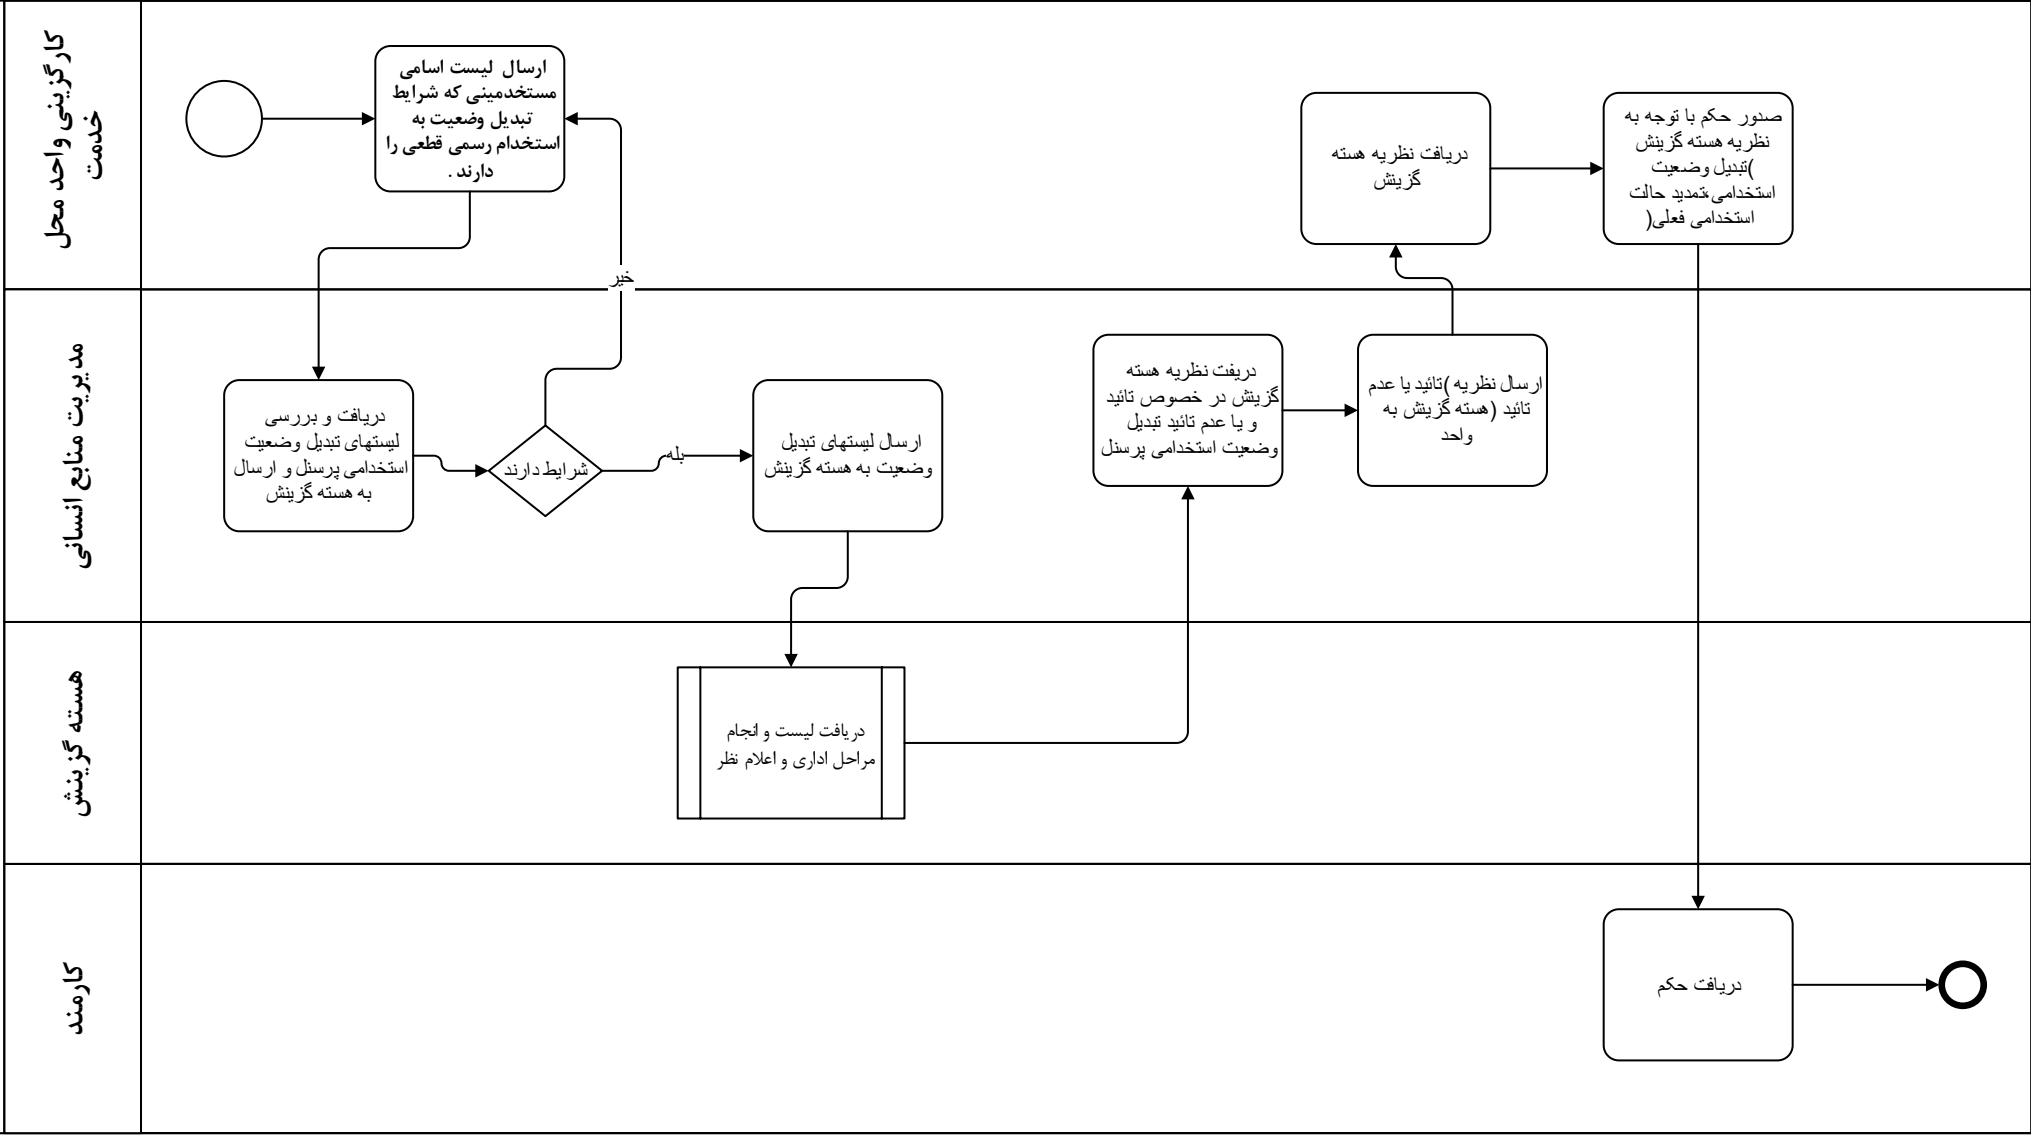 کارگزینی واحد محل
خدمت
ارسال لیست اسامی
مستخدمینی که شرایط
تبدیل وضعیت به
استخدام رسمی قطعی را
دارند .
دریافت نظریه هسته
گزینش
صدور حکم با توجه به
نظریه هسته گزینش
)تبدیل وضعیت
استخدامی،تمدید حالت
استخدامی فعلی(
خیر
مدیریت منابع انسانی
دریافت و بررسی
لیستهای تبدیل وضعیت
استخدامی پرسنل و ارسال
به هسته گزینش
شرایط دارند
بله
ارسال لیستهای تبدیل
وضعیت به هسته گزینش
دریفت نظریه هسته
گزینش در خصوص تائید
و یا عدم تائید تبدیل
وضعیت استخدامی پرسنل
ارسال نظریه )تائید یا عدم
تائید (هسته گزینش به
واحد
هسته گزینش
دریافت لیست و انجام
مراحل اداری و اعلام نظر
کارمند
دریافت حکم